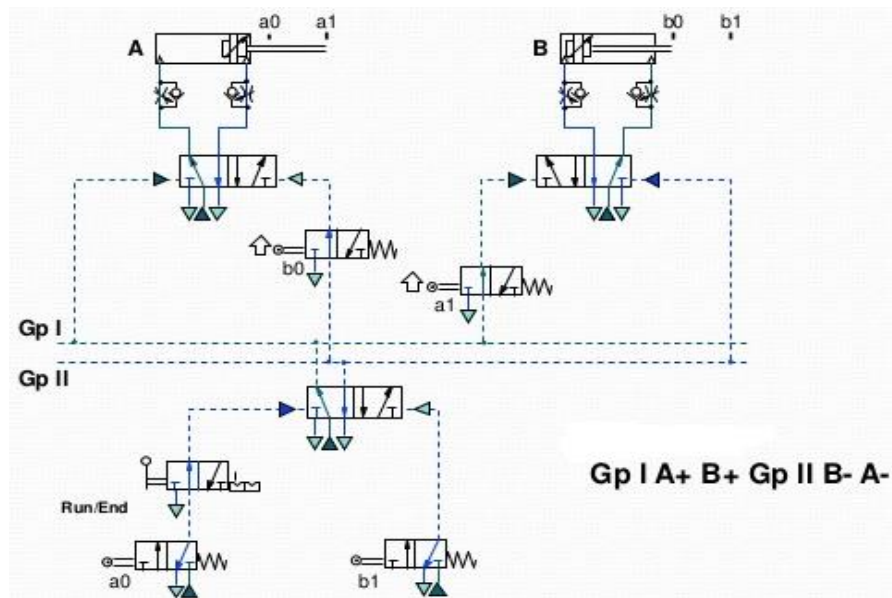 a0 a1 b0 b1
A B
b0
a1
Gp I
Gp II
Gp I A+ B+ Gp II B- A-
Run/End
a0 b1